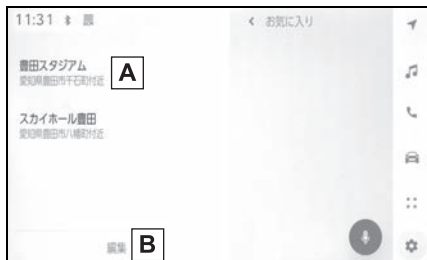 11:31
< お気に入り
豊田スタジアム
愛知県豊田市千石町付近
A
スカイホール豊田
愛知県豊田市八幡町付近
編集
B